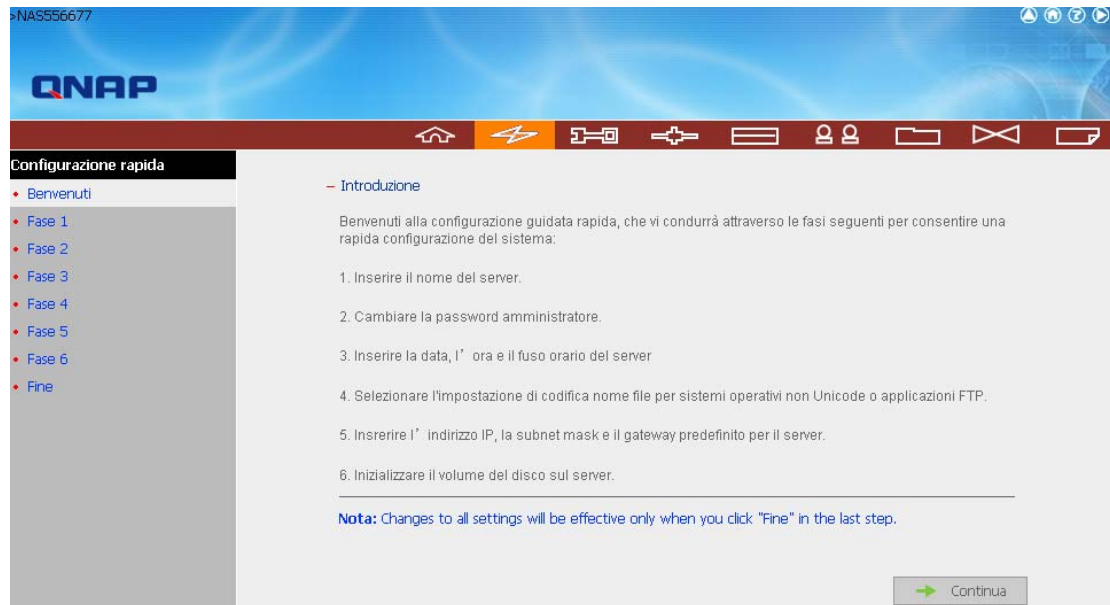 >NAS556677
QNAP
Configurazione rapida
Benvenuti
Fase 1
Fase 2
Fase 3
Fase 4
Fase 5
Fase 6
Fine
– Introduzione
Benvenuti alla configurazione guidata rapida, che vi condurrà attraverso le fasi seguenti per consentire una
rapida configurazione del sistema:
1. Inserire il nome del server.
2. Cambiare la password amministratore.
3. Inserire la data, l’ ora e il fuso orario del server
4. Selezionare l'impostazione di codifica nome file per sistemi operativi non Unicode o applicazioni FTP.
5. Insrerire l’ indirizzo IP, la subnet mask e il gateway predefinito per il server.
6. Inizializzare il volume del disco sul server.
Nota: Changes to all settings will be effective only when you click "Fine" in the last step.
Continua